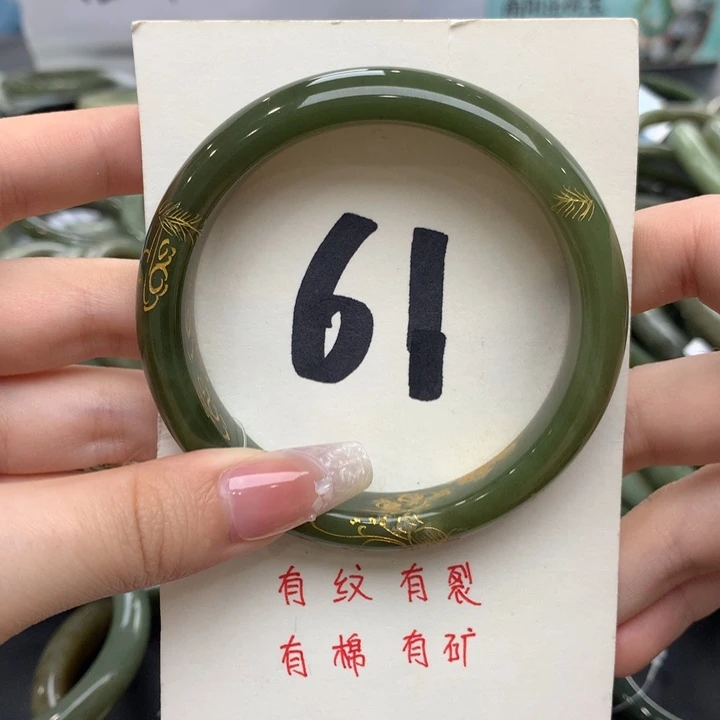 61
有纹 有裂
有棉 有矿